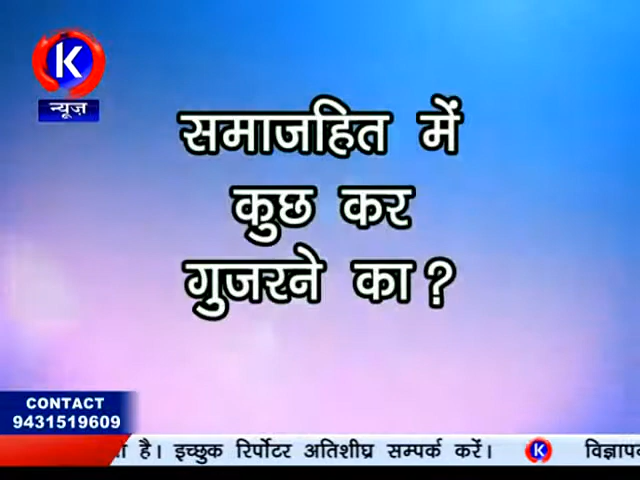 K
न्यूज़
समाजहित में
कुछ कर
गुजरने का?
CONTACT
9431519609
है। इच्छुक रिर्पोटर अतिशीघ्र सम्पर्क करें। K